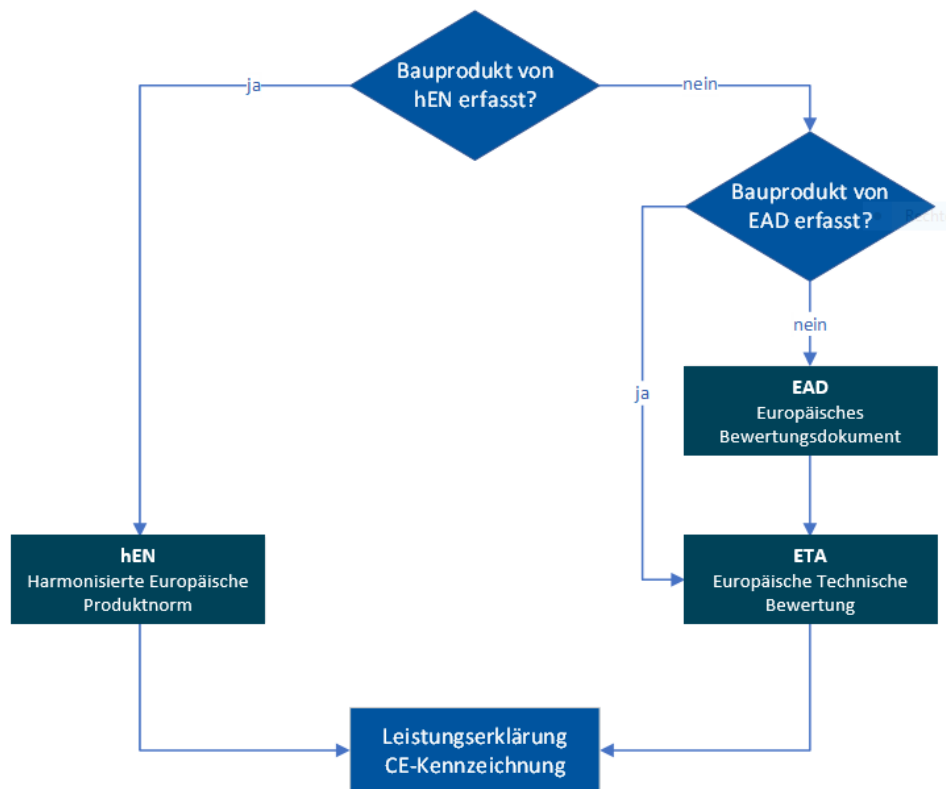 Bauprodukt von
hEN erfasst?
ja
nein
Bauprodukt von
EAD erfasst?
nein
ja
EAD
Europäisches
Bewertungsdokument
hEN
Harmonisierte Europäische
Produktnorm
ETA
Europäische Technische
Bewertung
Leistungserklärung
CE-Kennzeichnung